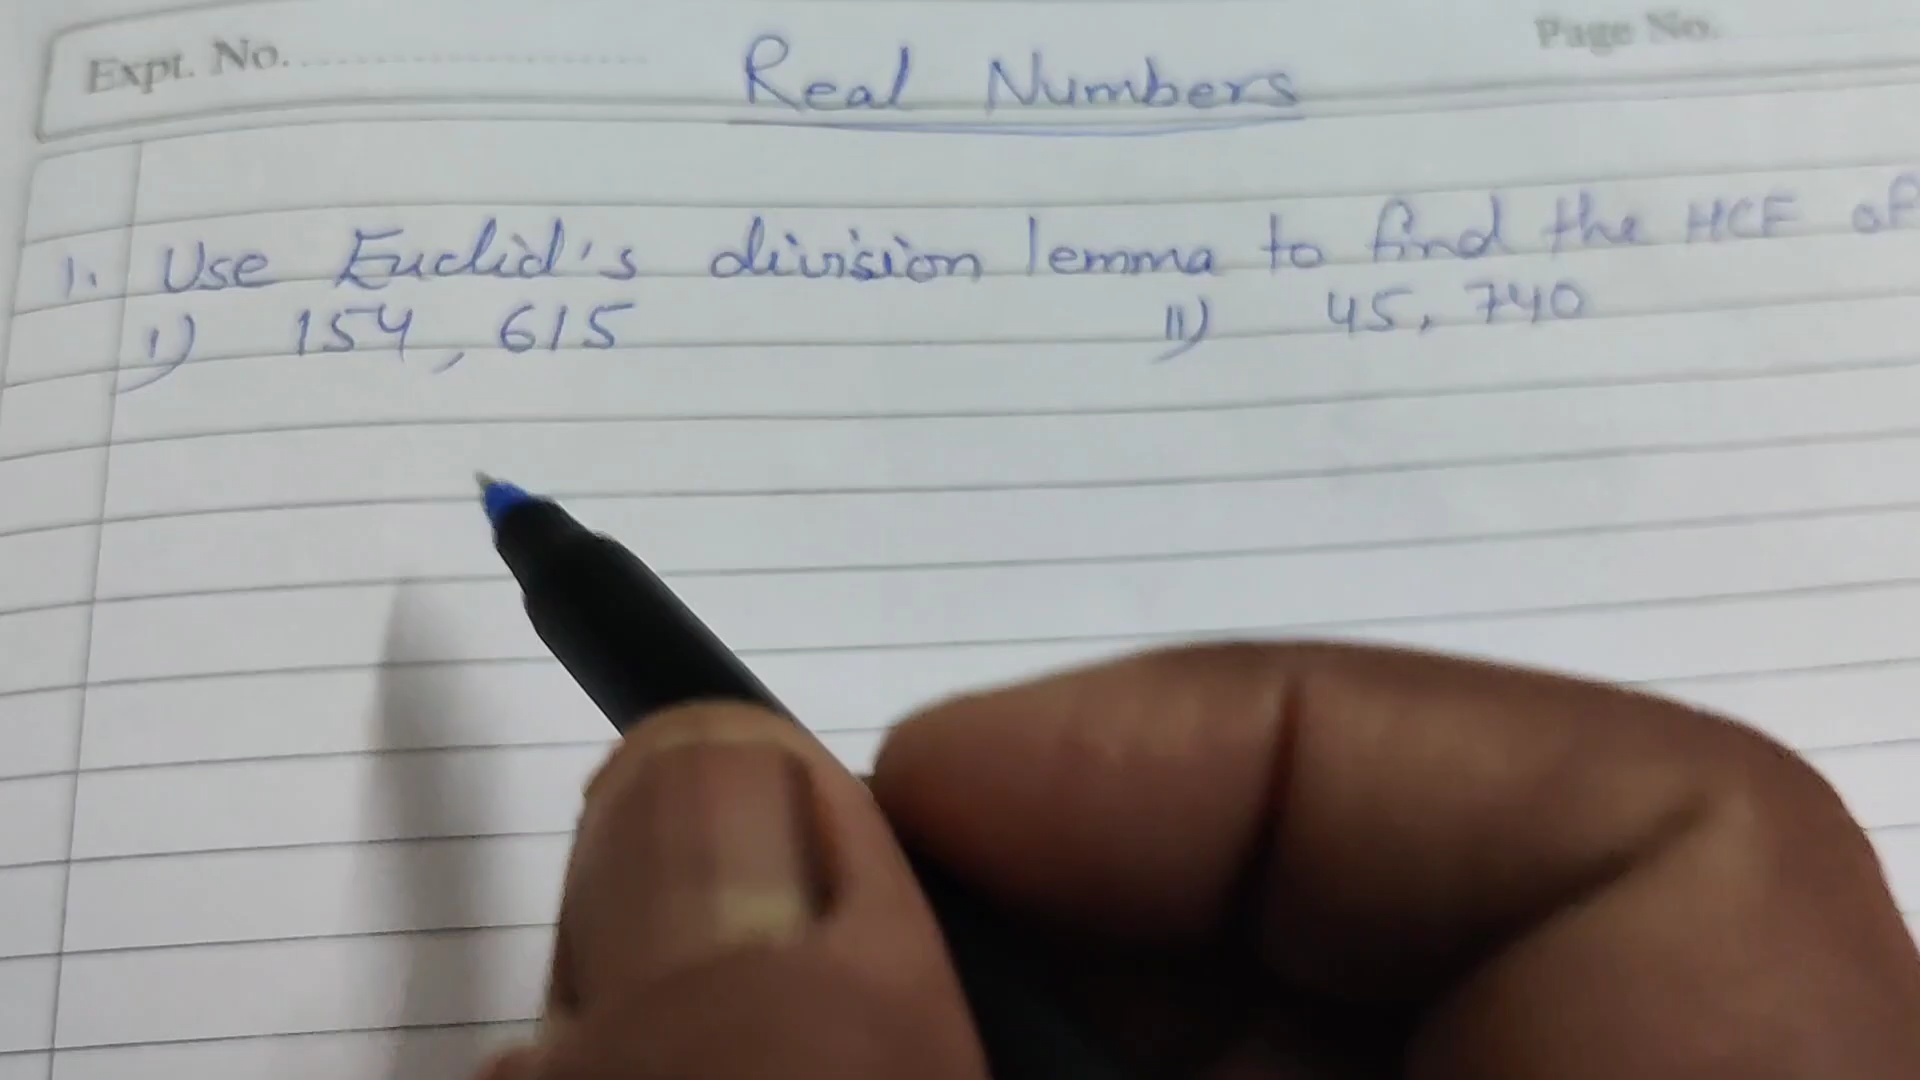 Expt. No.
Page No.
Real Numbers
1. Use Euclid's division lemma to find the HCF of
i) 154, 615 ii) 45, 740